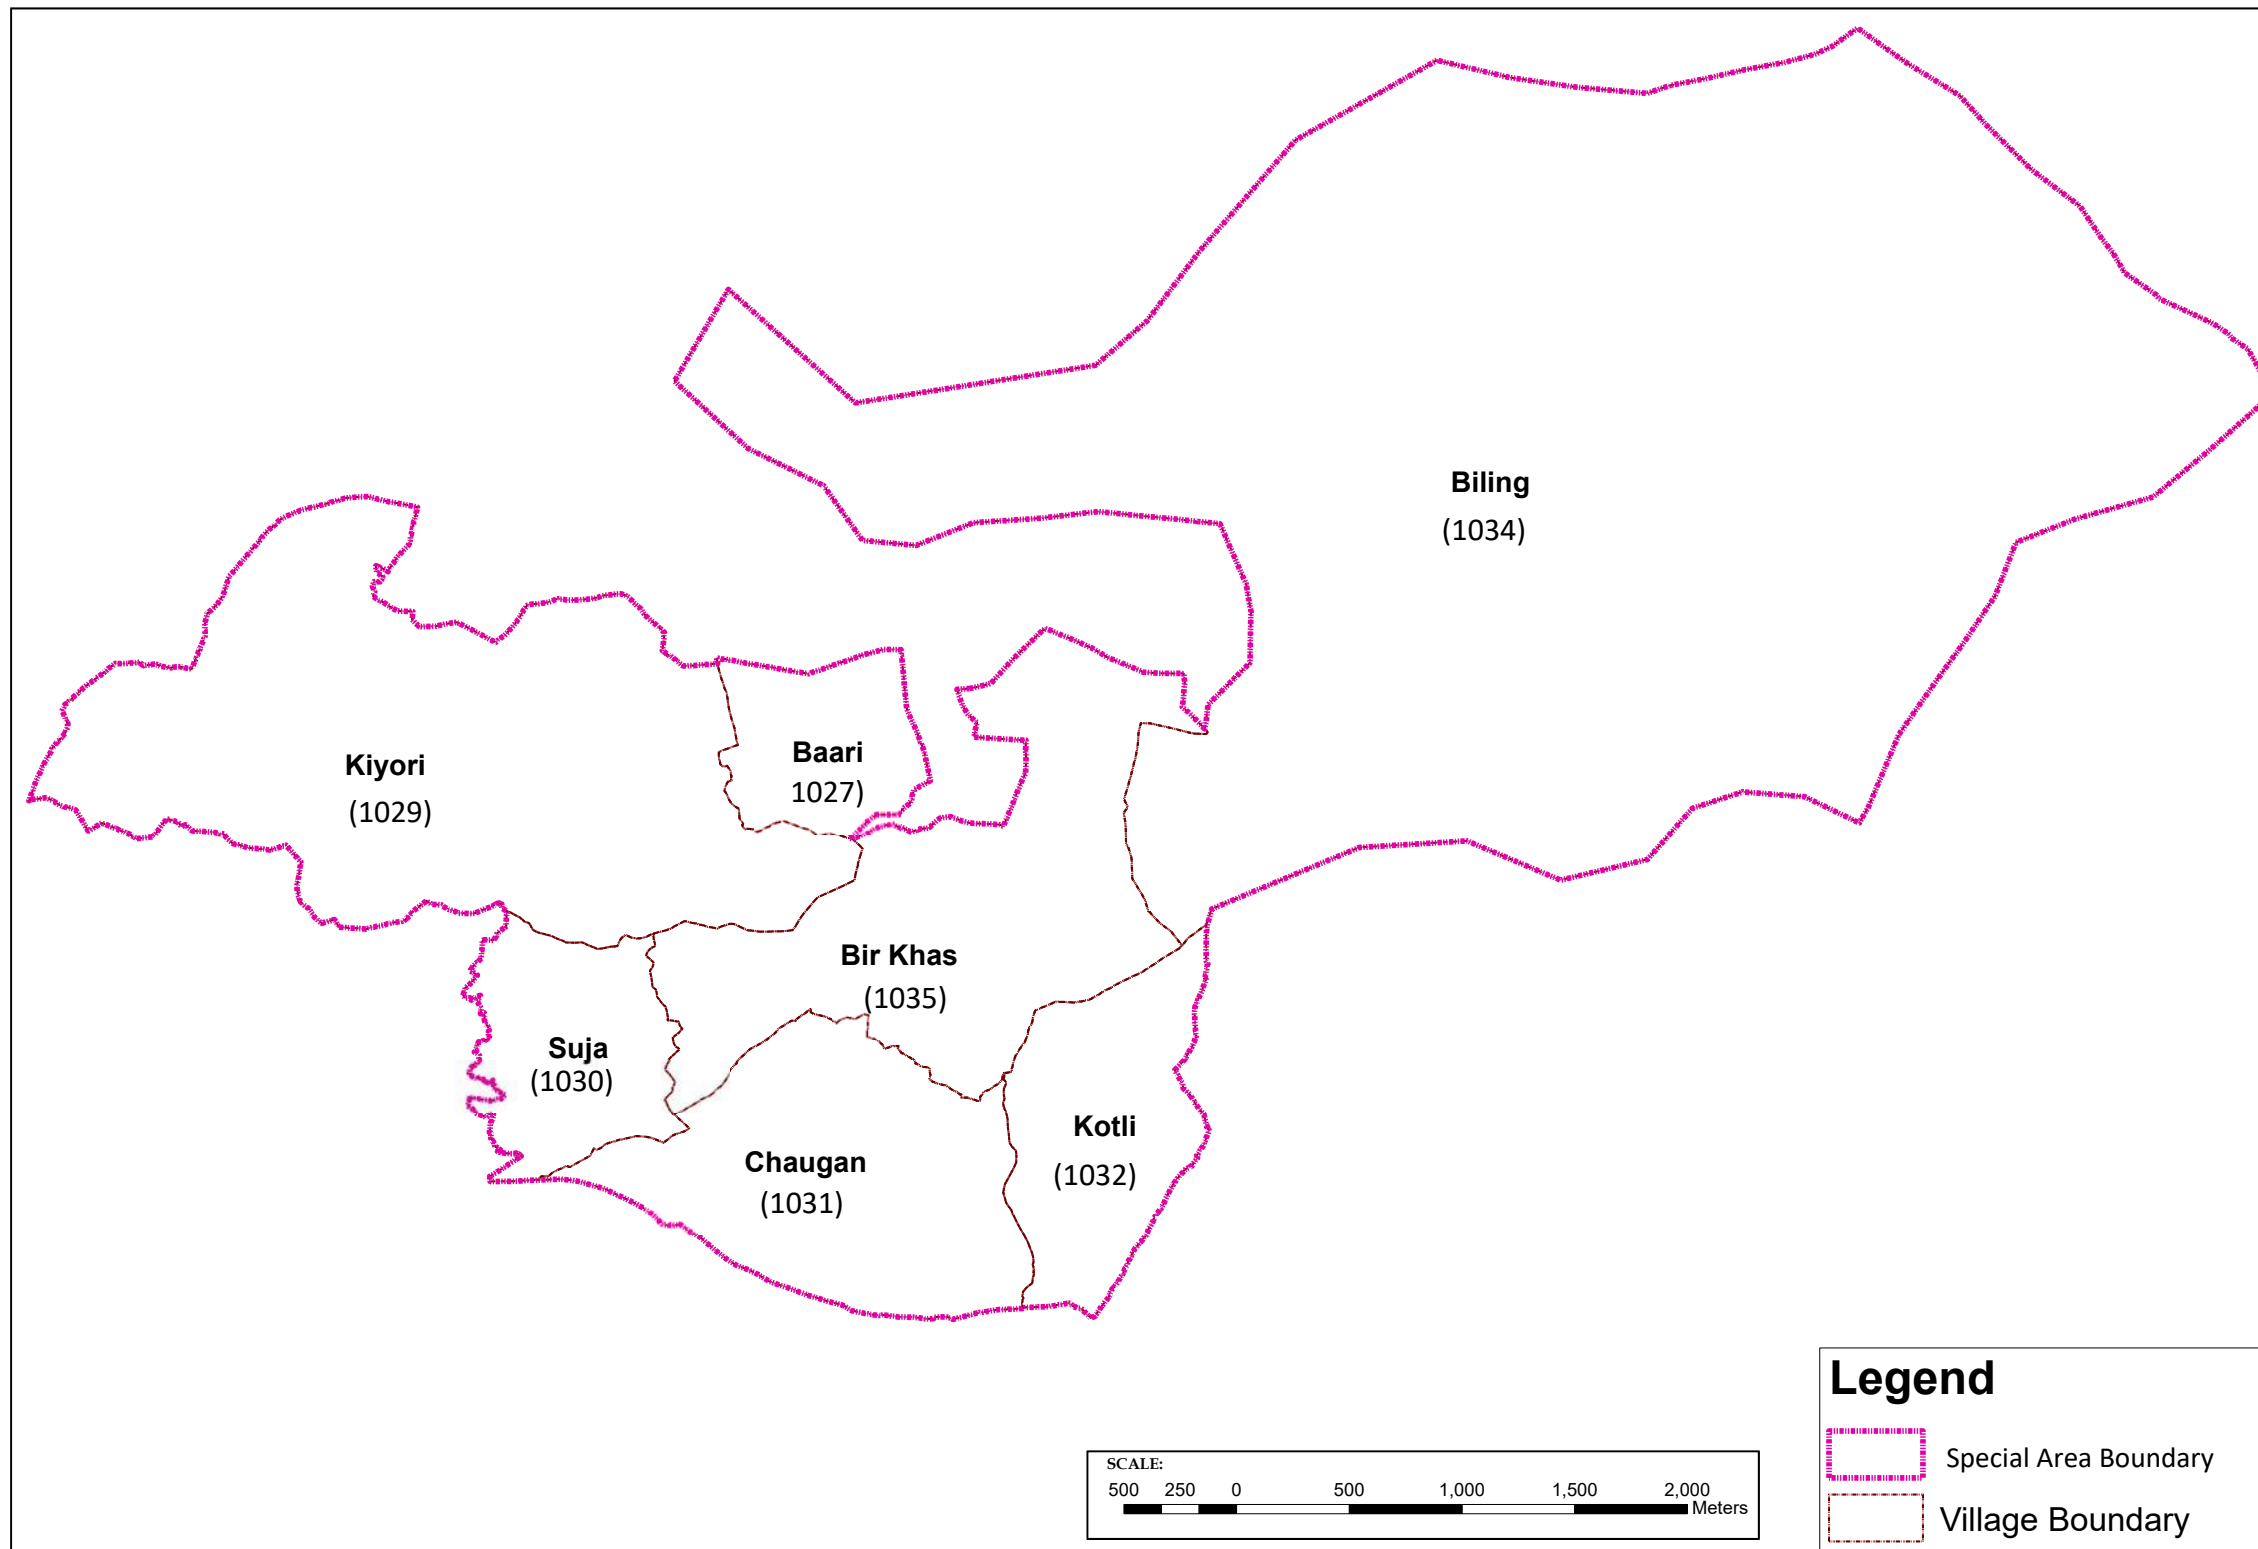 Biling
(1034)
Kiyori
(1029)
Baari
1027)
Bir Khas
(1035)
Suja
(1030)
Kotli
(1032)
Chaugan
(1031)
Legend
Special Area Boundary
Village Boundary
SCALE:
500 250 0 500 1,000 1,500 2,000
Meters